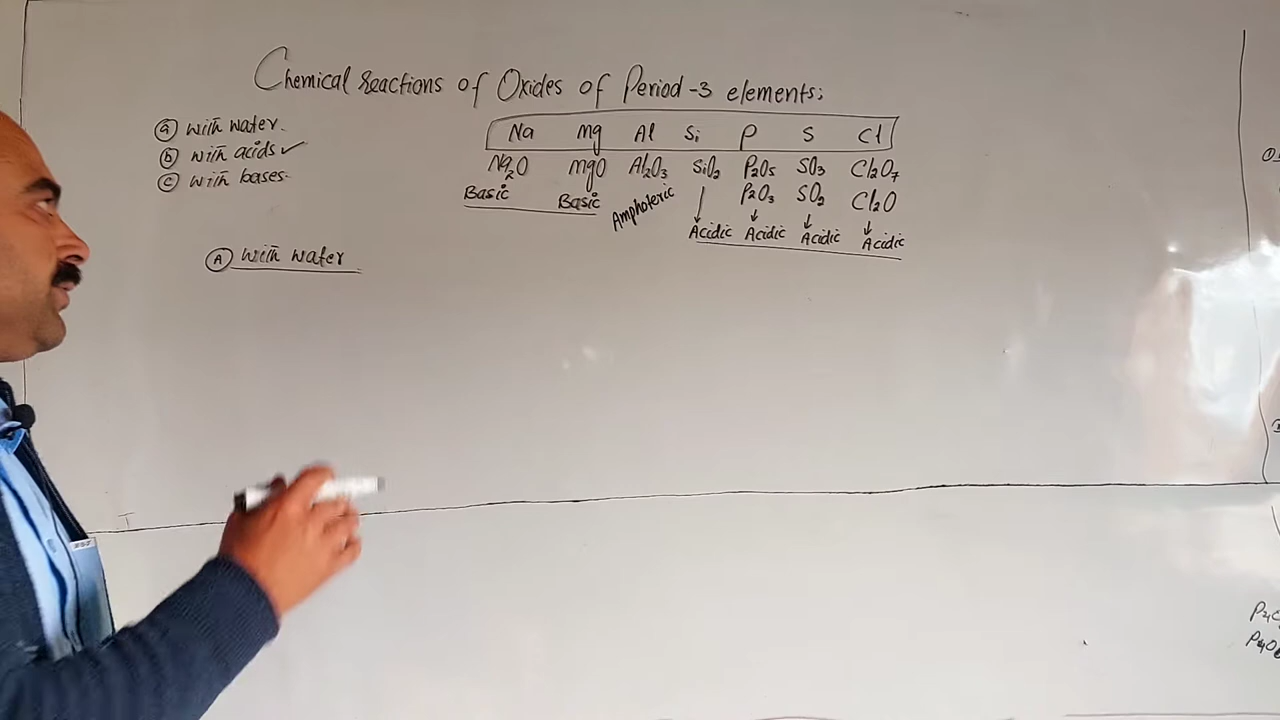 Chemical reactions of Oxides of Period-3 elements;
ⓐ with water.
ⓑ with acids ✓
ⓒ with bases.
Na Mg Al Si P S Cl
Na₂O MgO Al₂O₃ SiO₂ P₂O₅ SO₃ Cl₂O₇
P₂O₃ SO₂ Cl₂O
Basic Basic Amphoteric
↓ ↓ ↓ ↓
Acidic Acidic Acidic Acidic
Ⓐ with water